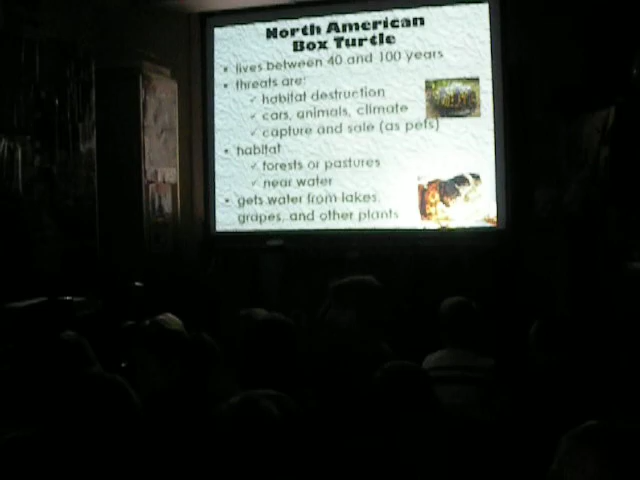 North American
Box Turtle
• lives between 40 and 100 years
• threats are:
✓ habitat destruction
✓ cars, animals, climate
✓ capture and sale (as pets)
• habitat
✓ forests or pastures
✓ near water
• gets water from lakes,
grapes, and other plants